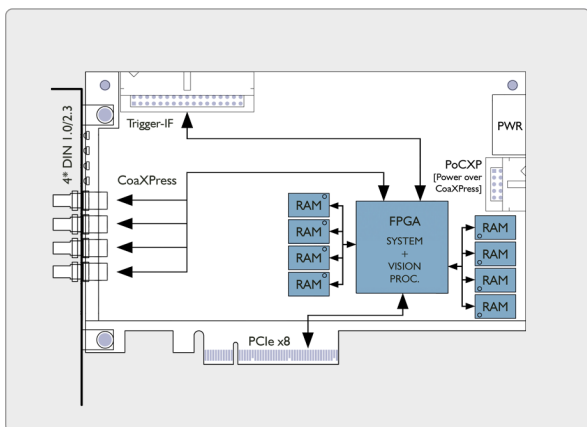 4* DIN 1.0/2.3
Trigger-IF
PWR
PoCXP
[Power over
CoaXPress]
CoaXPress
RAM
RAM
RAM
RAM
FPGA
SYSTEM
+
VISION
PROC.
RAM
RAM
RAM
RAM
PCIe x8